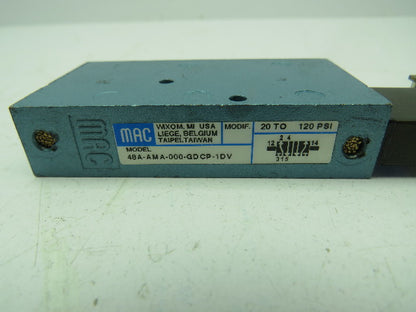 MAC
MAC
WIXOM, MI USA
LIEGE, BELGIUM
TAIPEI, TAIWAN
MODIF.
20 TO 120 PSI
MODEL
48A-AMA-000-GDCP-1DV
2 4
12 14
3 1 5